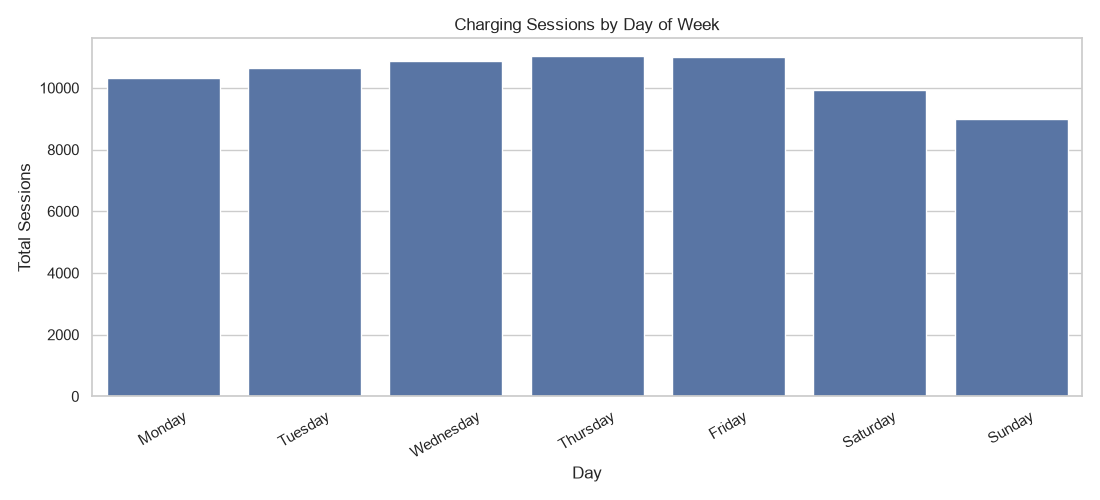 Charging Sessions by Day of Week
Total Sessions
10000
8000
6000
4000
2000
0
Monday
Tuesday
Wednesday
Thursday
Friday
Saturday
Sunday
Day